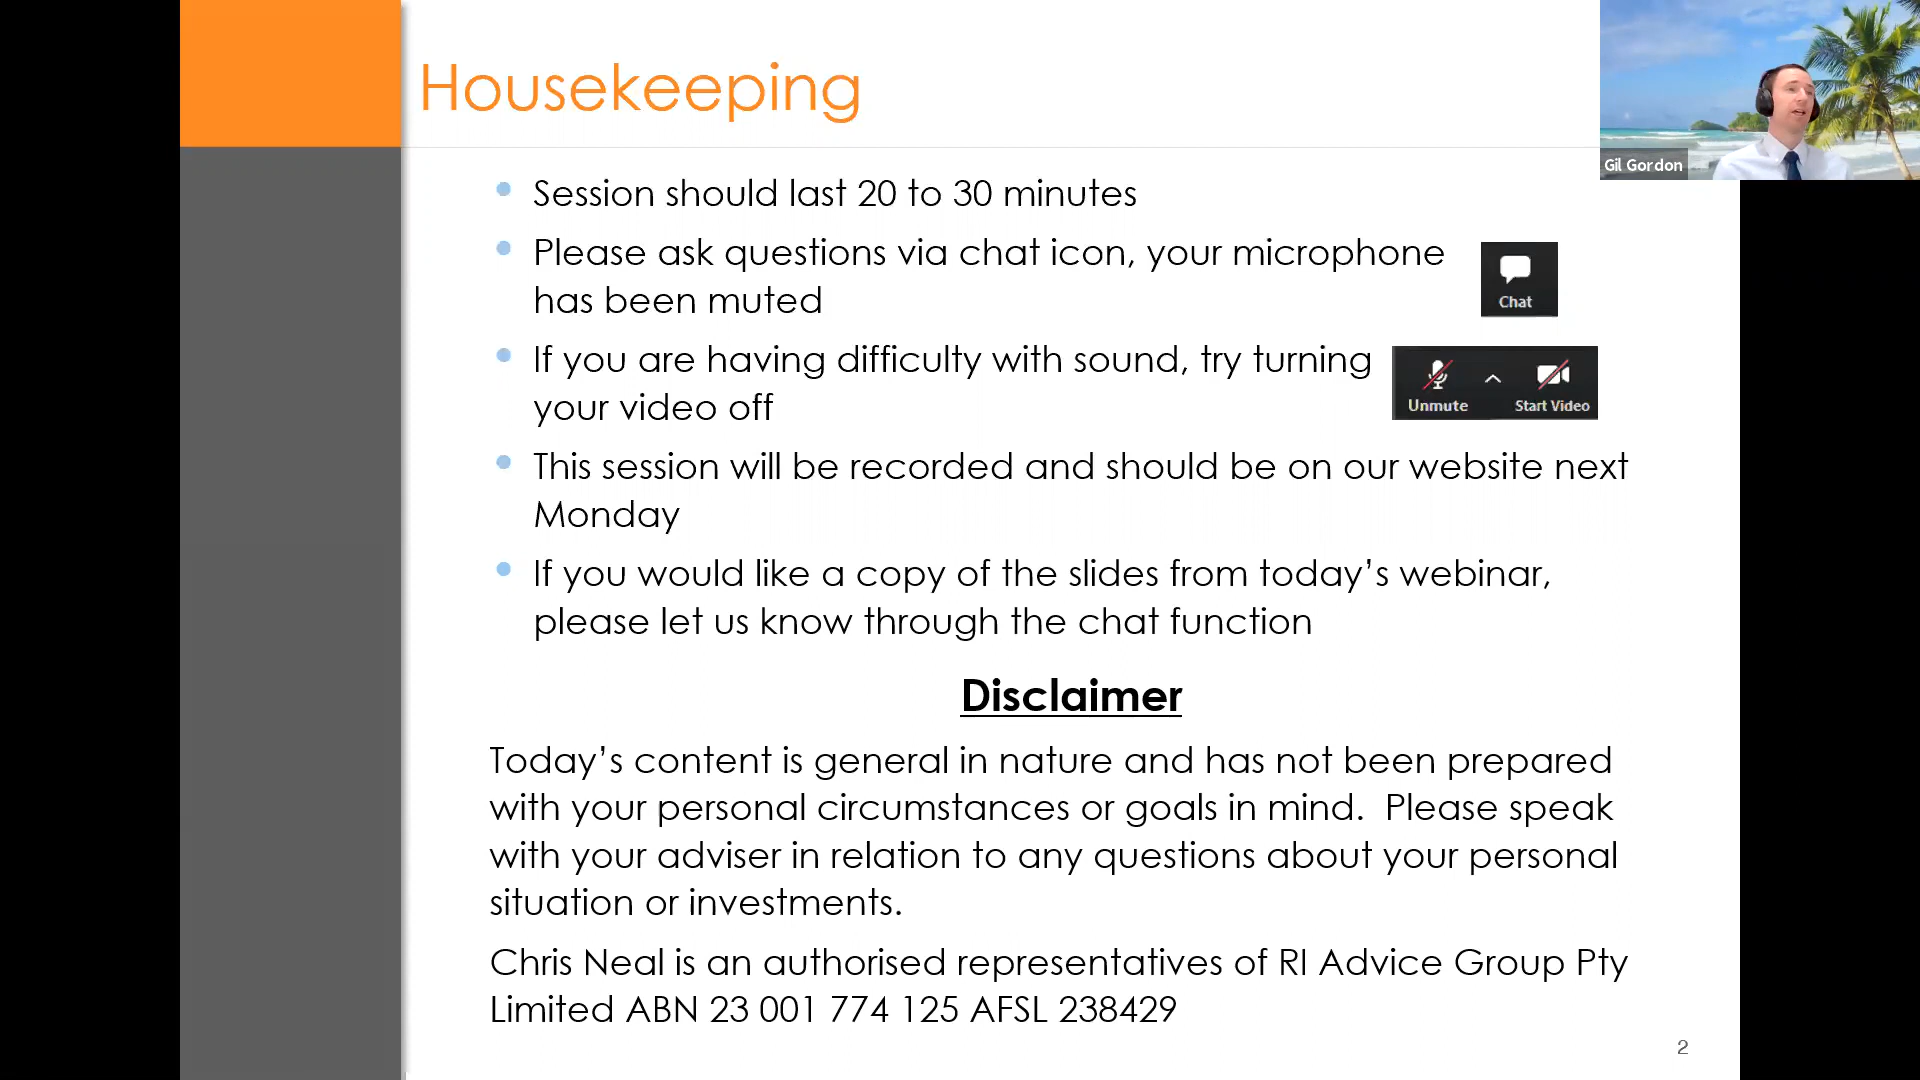 Housekeeping
Gil Gordon
Session should last 20 to 30 minutes
Please ask questions via chat icon, your microphone
has been muted
Chat
If you are having difficulty with sound, try turning
your video off
Unmute
Start Video
This session will be recorded and should be on our website next
Monday
If you would like a copy of the slides from today’s webinar,
please let us know through the chat function
Disclaimer
Today’s content is general in nature and has not been prepared
with your personal circumstances or goals in mind.  Please speak
with your adviser in relation to any questions about your personal
situation or investments.
Chris Neal is an authorised representatives of RI Advice Group Pty
Limited ABN 23 001 774 125 AFSL 238429
2